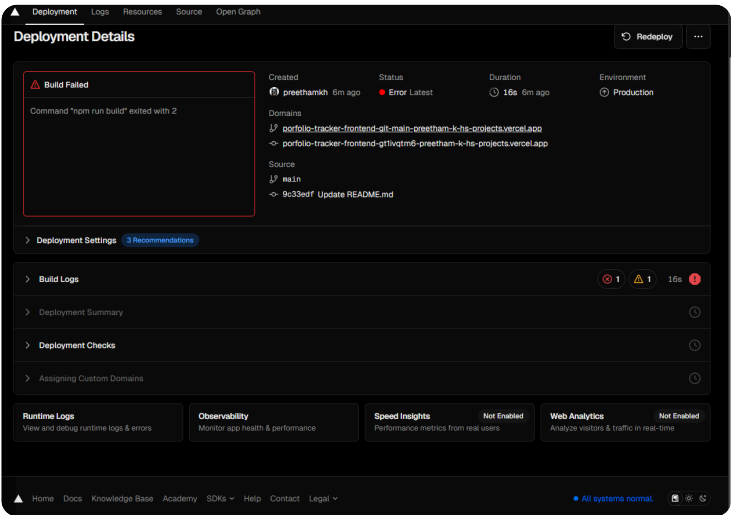 Deployment Logs Resources Source Open Graph
Deployment Details
Redeploy
Build Failed
Command "npm run build" exited with 2
Created Status Duration Environment
preethamkh 6m ago Error Latest 16s 6m ago Production
Domains
porfolio-tracker-frontend-git-main-preetham-k-hs-projects.vercel.app
porfolio-tracker-frontend-gt1ivqtm6-preetham-k-hs-projects.vercel.app
Source
main
9c33edf Update README.md
Deployment Settings 3 Recommendations
Build Logs 1 1 16s
Deployment Summary
Deployment Checks
Assigning Custom Domains
Runtime Logs
View and debug runtime logs & errors
Observability
Monitor app health & performance
Speed Insights Not Enabled
Performance metrics from real users
Web Analytics Not Enabled
Analyze visitors & traffic in real-time
Home Docs Knowledge Base Academy SDKs Help Contact Legal All systems normal.